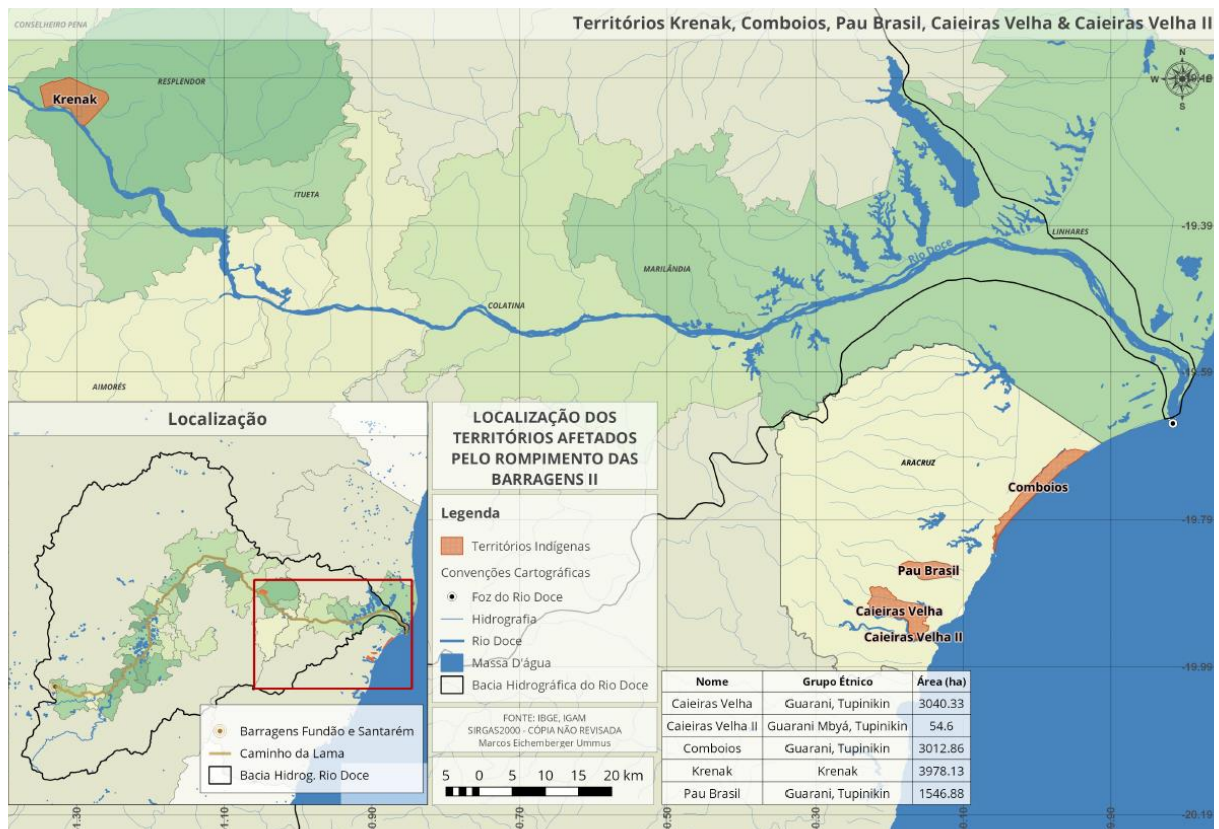 CONSELHEIRO PENA
Territórios Krenak, Comboios, Pau Brasil, Caieiras Velha & Caieiras Velha II
N
W
E
S
RESPLENDOR
Krenak
ITUETA
-19.39
LINHARES
Rio Doce
MARILÂNDIA
COLATINA
-19.59
AIMORÉS
ARACRUZ
Comboios
-19.79
Pau Brasil
Caieiras Velha
Caieiras Velha II
-19.99
Localização
Barragens Fundão e Santarém
Caminho da Lama
Bacia Hidrog. Rio Doce
LOCALIZAÇÃO DOS
TERRITÓRIOS AFETADOS
PELO ROMPIMENTO DAS
BARRAGENS II
Legenda
Territórios Indígenas
Convenções Cartográficas
Foz do Rio Doce
Hidrografia
Rio Doce
Massa D'água
Bacia Hidrográfica do Rio Doce
FONTE: IBGE, IGAM
SIRGAS2000 - CÓPIA NÃO REVISADA
Marcos Eichemberger Ummus
5 0 5 10 15 20 km
Nome Grupo Étnico Área (ha)
Caieiras Velha Guarani, Tupinikin 3040.33
Caieiras Velha II Guarani Mbyá, Tupinikin 54.6
Comboios Guarani, Tupinikin 3012.86
Krenak Krenak 3978.13
Pau Brasil Guarani, Tupinikin 1546.88
-20.19